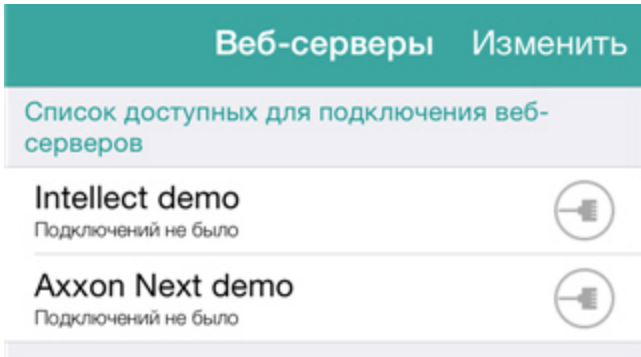 Веб-серверы Изменить
Список доступных для подключения веб-
серверов
Intellect demo
Подключений не было
Axxon Next demo
Подключений не было